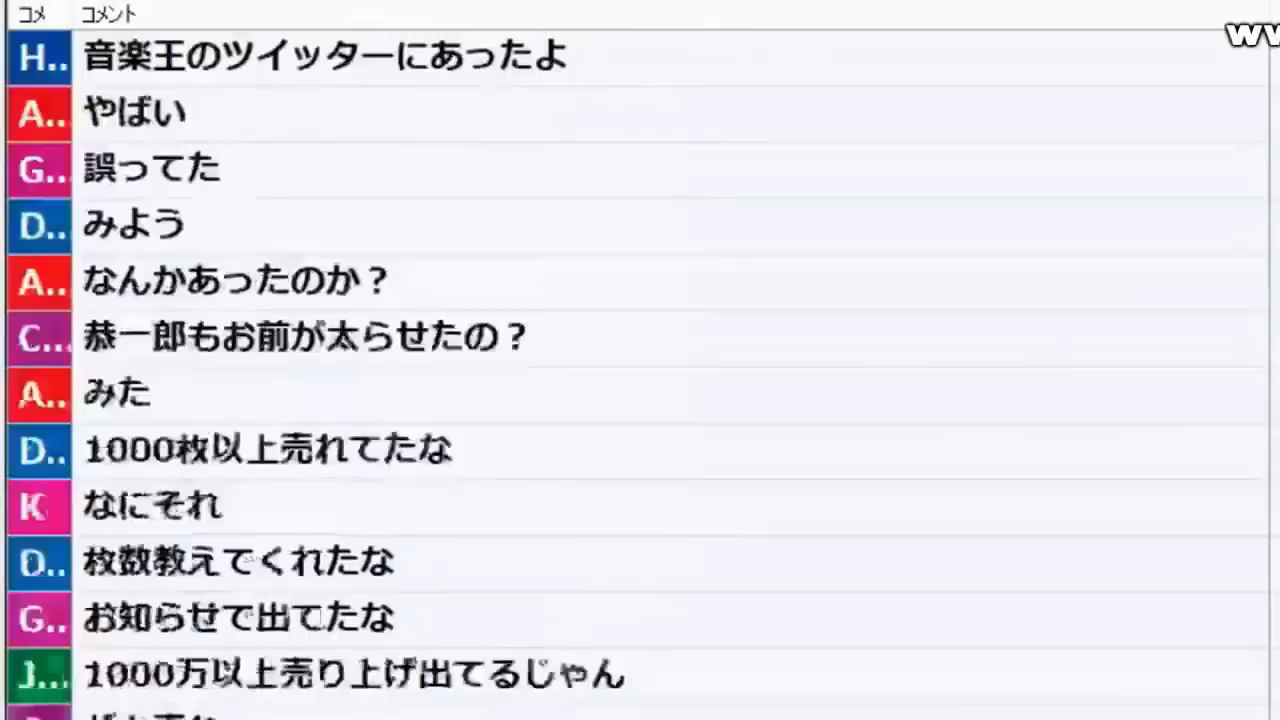 コメ コメント
H.. 音楽王のツイッターにあったよ
A.. やばい
G.. 誤ってた
D.. みよう
A.. なんかあったのか？
C... 恭一郎もお前が太らせたの？
A.. みた
D.. 1000枚以上売れてたな
K なにそれ
D.. 枚数教えてくれたな
G.. お知らせで出てたな
J... 1000万以上売り上げ出てるじゃん